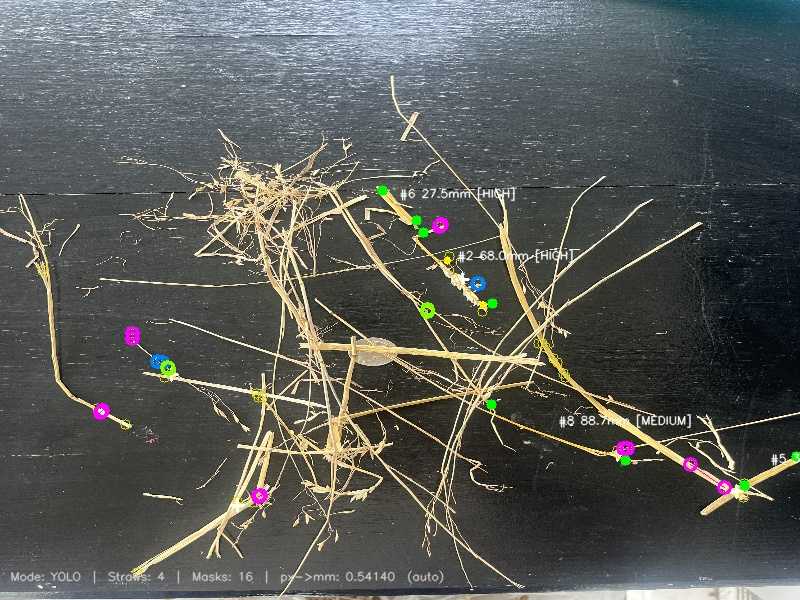 #6 27.5mm [HIGH]
#2 68.0mm [HIGH]
#8 88.7mm [MEDIUM]
#5
Mode: YOLO | Straws: 4 | Masks: 16 | px->mm: 0.54140 (auto)